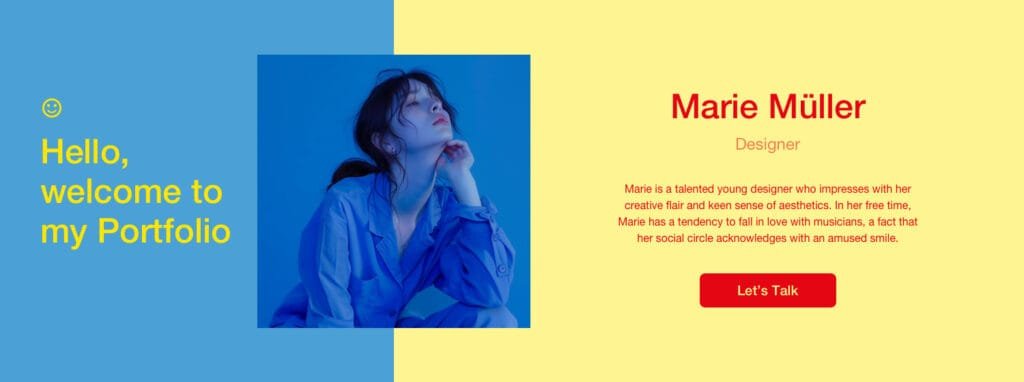 Hello,
welcome to
my Portfolio
Marie Müller
Designer
Marie is a talented young designer who impresses with her
creative flair and keen sense of aesthetics. In her free time,
Marie has a tendency to fall in love with musicians, a fact that
her social circle acknowledges with an amused smile.
Let's Talk